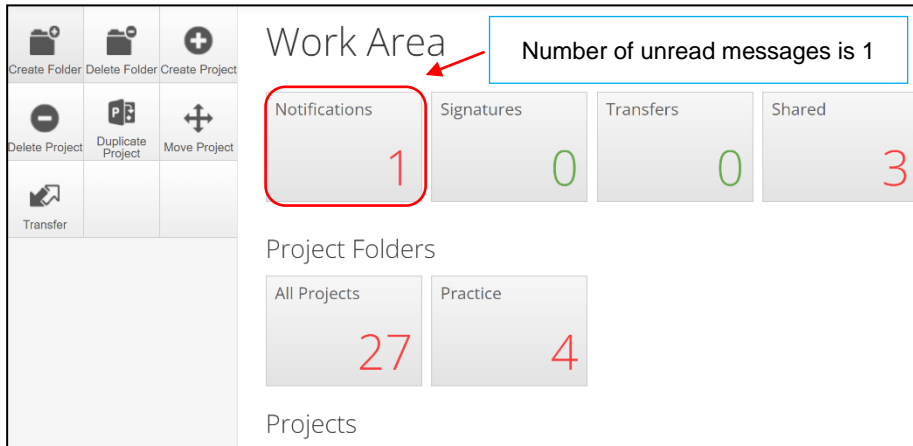 Create Folder
Delete Folder
Create Project
Delete Project
Duplicate
Project
Move Project
Transfer
Work Area
Number of unread messages is 1
Notifications
1
Signatures
0
Transfers
0
Shared
3
Project Folders
All Projects
27
Practice
4
Projects